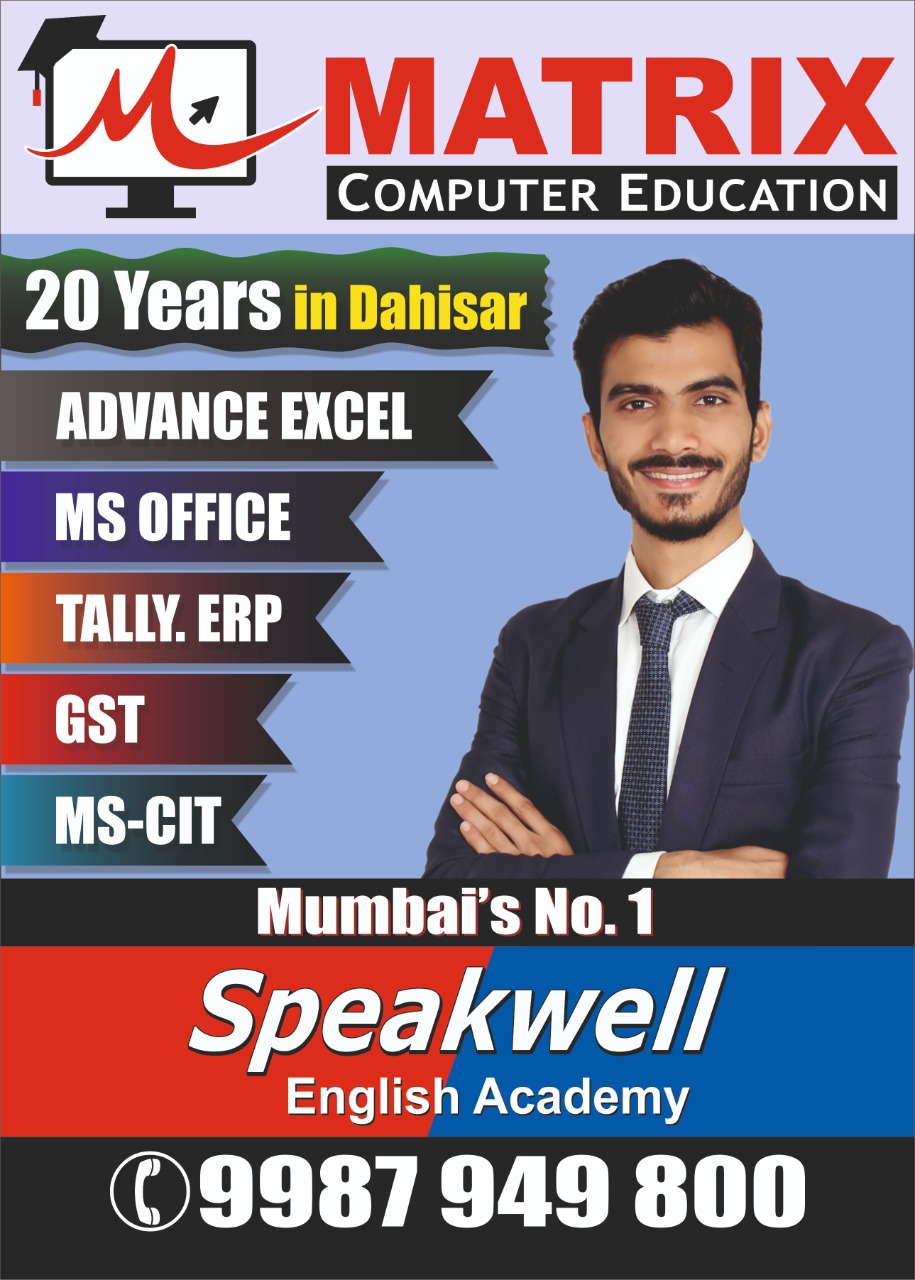 MATRIX
COMPUTER EDUCATION
20 Years in Dahisar
ADVANCE EXCEL
MS OFFICE
TALLY. ERP
GST
MS-CIT
Mumbai's No. 1
Speakwell
English Academy
9987 949 800